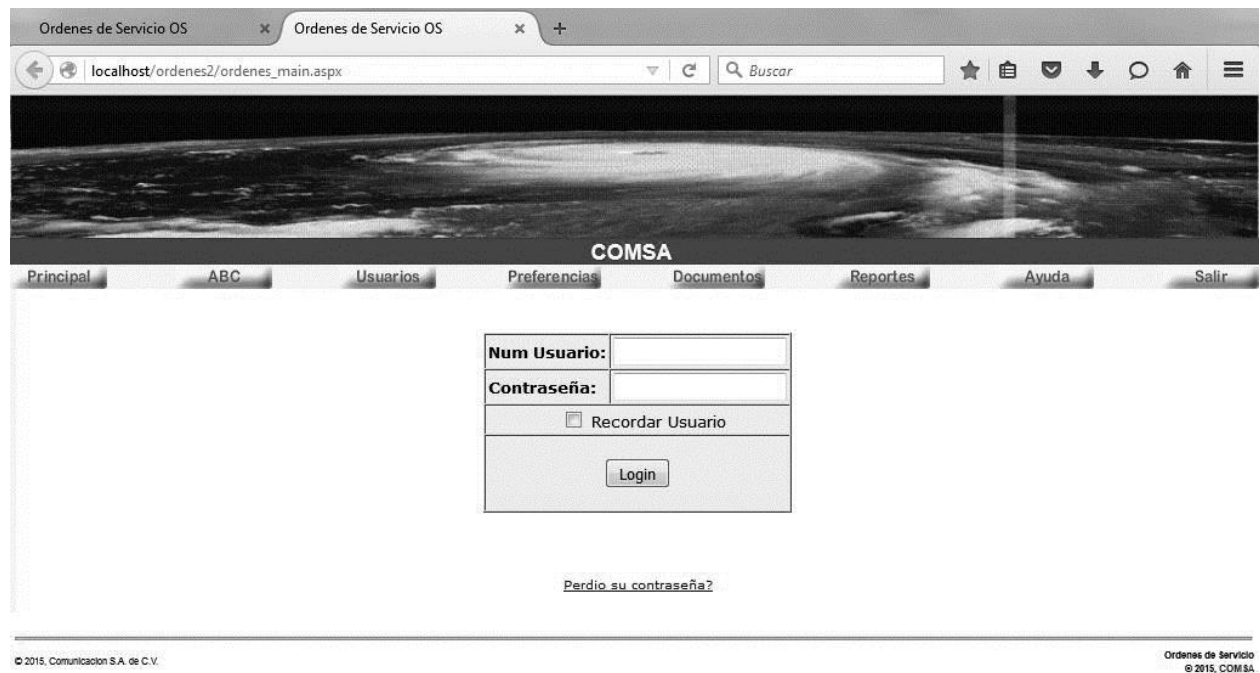 Ordenes de Servicio OS
Ordenes de Servicio OS
localhost/ordenes2/ordenes_main.aspx
Buscar
COMSA
Principal ABC Usuarios Preferencias Documentos Reportes Ayuda Salir
Num Usuario:
Contraseña:
Recordar Usuario
Login
Perdio su contraseña?
© 2015, Comunicacion S.A. de C.V.
Ordenes de Servicio
© 2015, COMSA